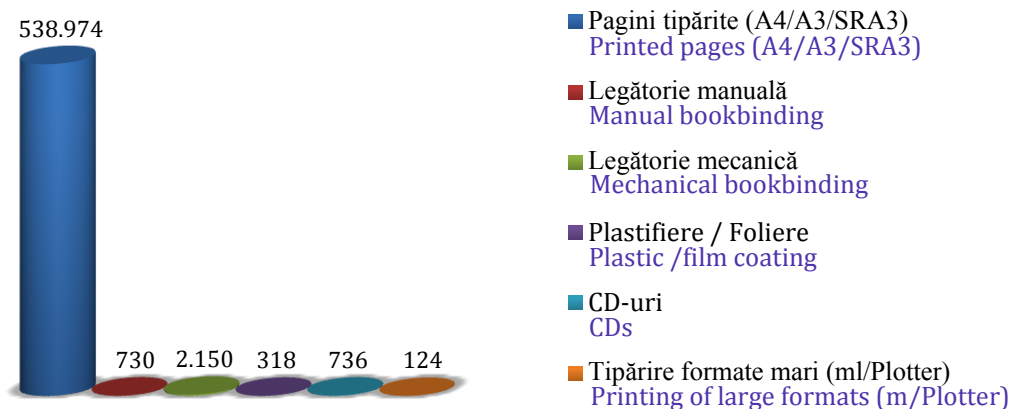 538.974
730
2.150
318
736
124
Pagini tipărite (A4/A3/SRA3)
Printed pages (A4/A3/SRA3)
Legătorie manuală
Manual bookbinding
Legătorie mecanică
Mechanical bookbinding
Plastifiere / Foliere
Plastic /film coating
CD-uri
CDs
Tipărire formate mari (ml/Plotter)
Printing of large formats (m/Plotter)